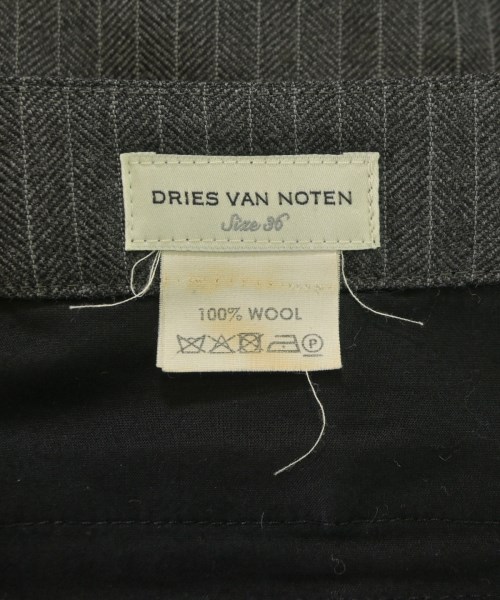 DRIES VAN NOTEN
Size 36
100% WOOL
P